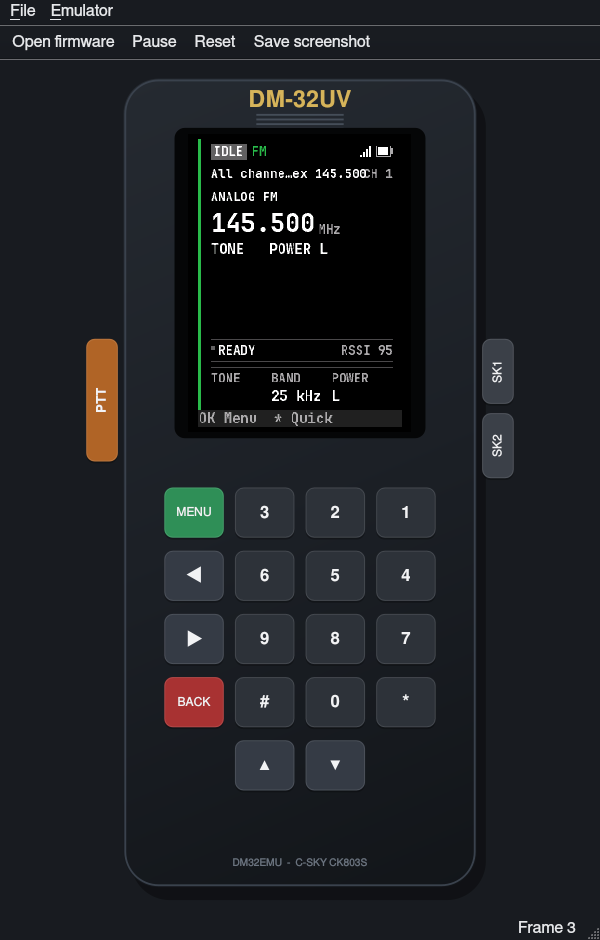 File Emulator
Open firmware Pause Reset Save screenshot
DM-32UV
IDLE FM
All channe…ex 145.500 CH 1
ANALOG FM
145.500 MHz
TONE POWER L
READY RSSI 95
TONE BAND POWER
25 kHz L
OK Menu * Quick
PTT
SK1
SK2
MENU 3 2 1
◀ 6 5 4
▶ 9 8 7
BACK # 0 *
▲ ▼
DM32EMU - C-SKY CK803S
Frame 3